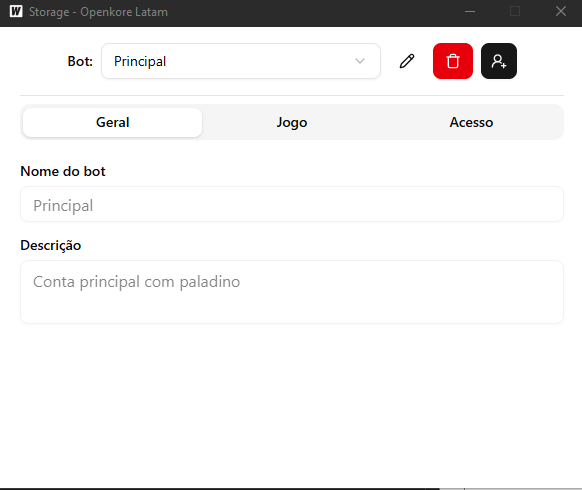 W Storage - Openkore Latam
Bot: Principal
Geral Jogo Acesso
Nome do bot
Principal
Descrição
Conta principal com paladino